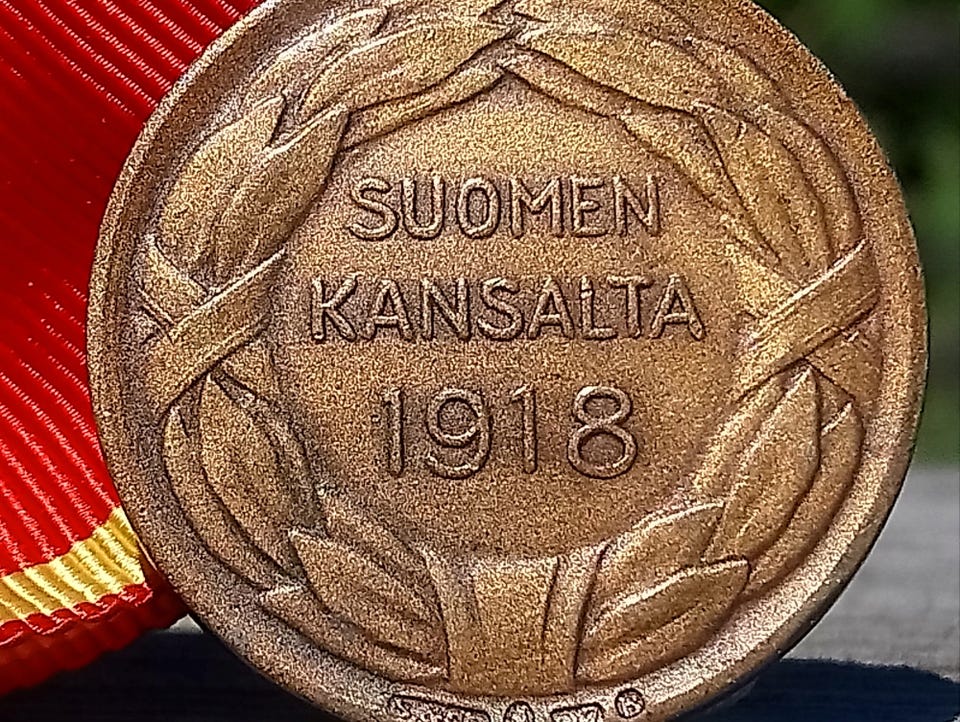 SUOMEN
KANSALTA
1918